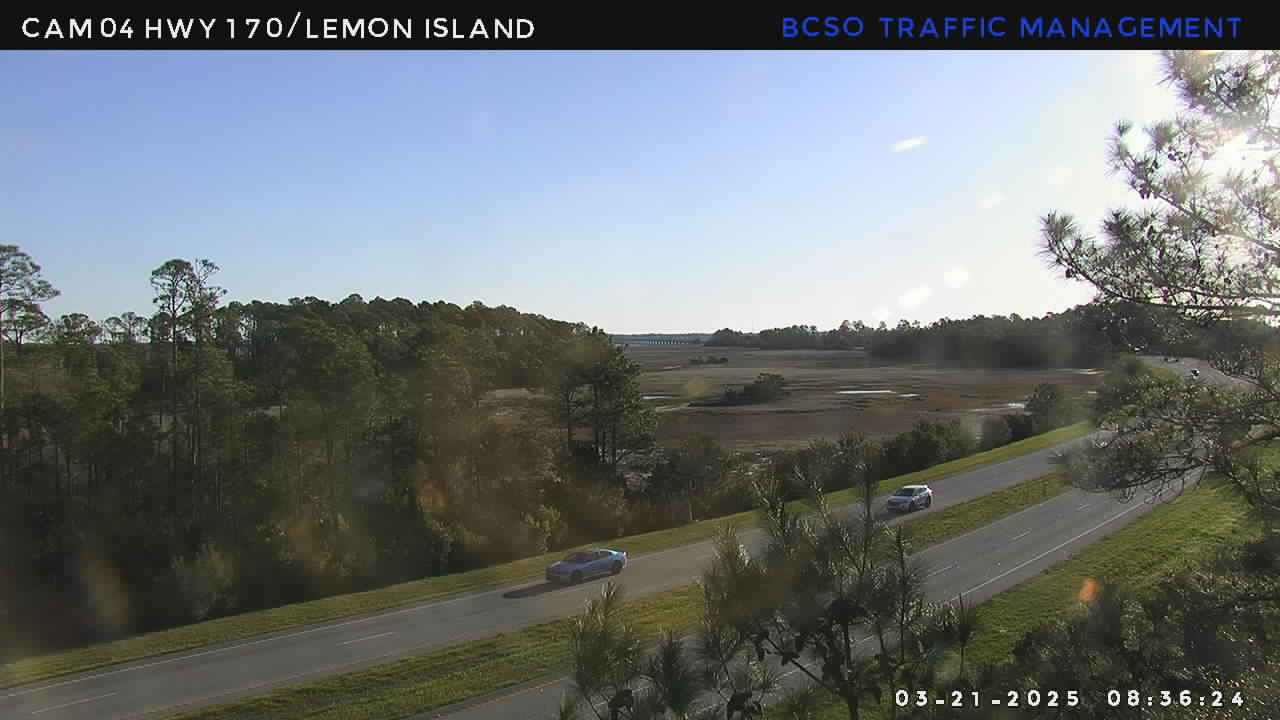 CAM04 HWY 170/LEMON ISLAND
BCSO TRAFFIC MANAGEMENT
03-21-2025 08:36:24